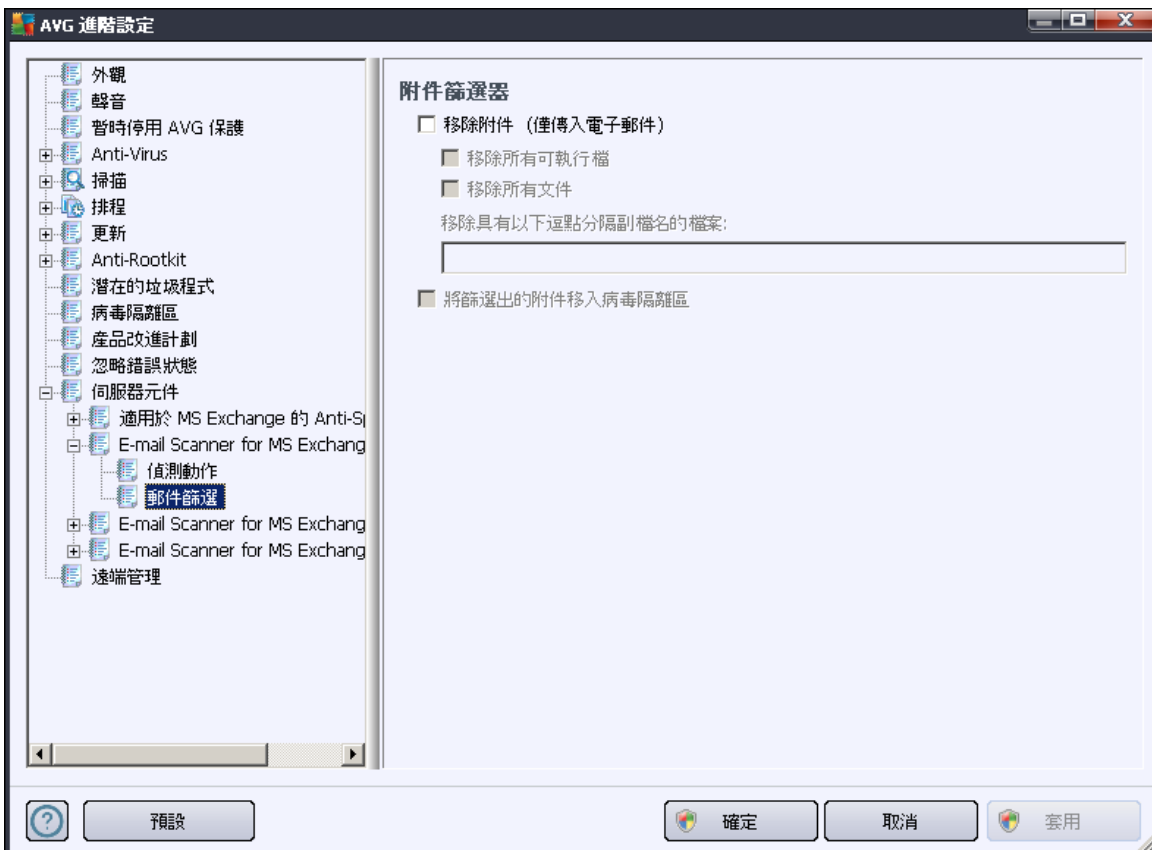 AVG 進階設定
外觀
聲音
暫時停用 AVG 保護
Anti-Virus
掃描
排程
更新
Anti-Rootkit
潛在的垃圾程式
病毒隔離區
產品改進計劃
忽略錯誤狀態
伺服器元件
適用於 MS Exchange 的 Anti-Sp
E-mail Scanner for MS Exchang
偵測動作
郵件篩選
E-mail Scanner for MS Exchang
E-mail Scanner for MS Exchang
遠端管理
附件篩選器
移除附件 (僅傳入電子郵件)
移除所有可執行檔
移除所有文件
移除具有以下逗點分隔副檔名的檔案:
將篩選出的附件移入病毒隔離區
預設
確定
取消
套用